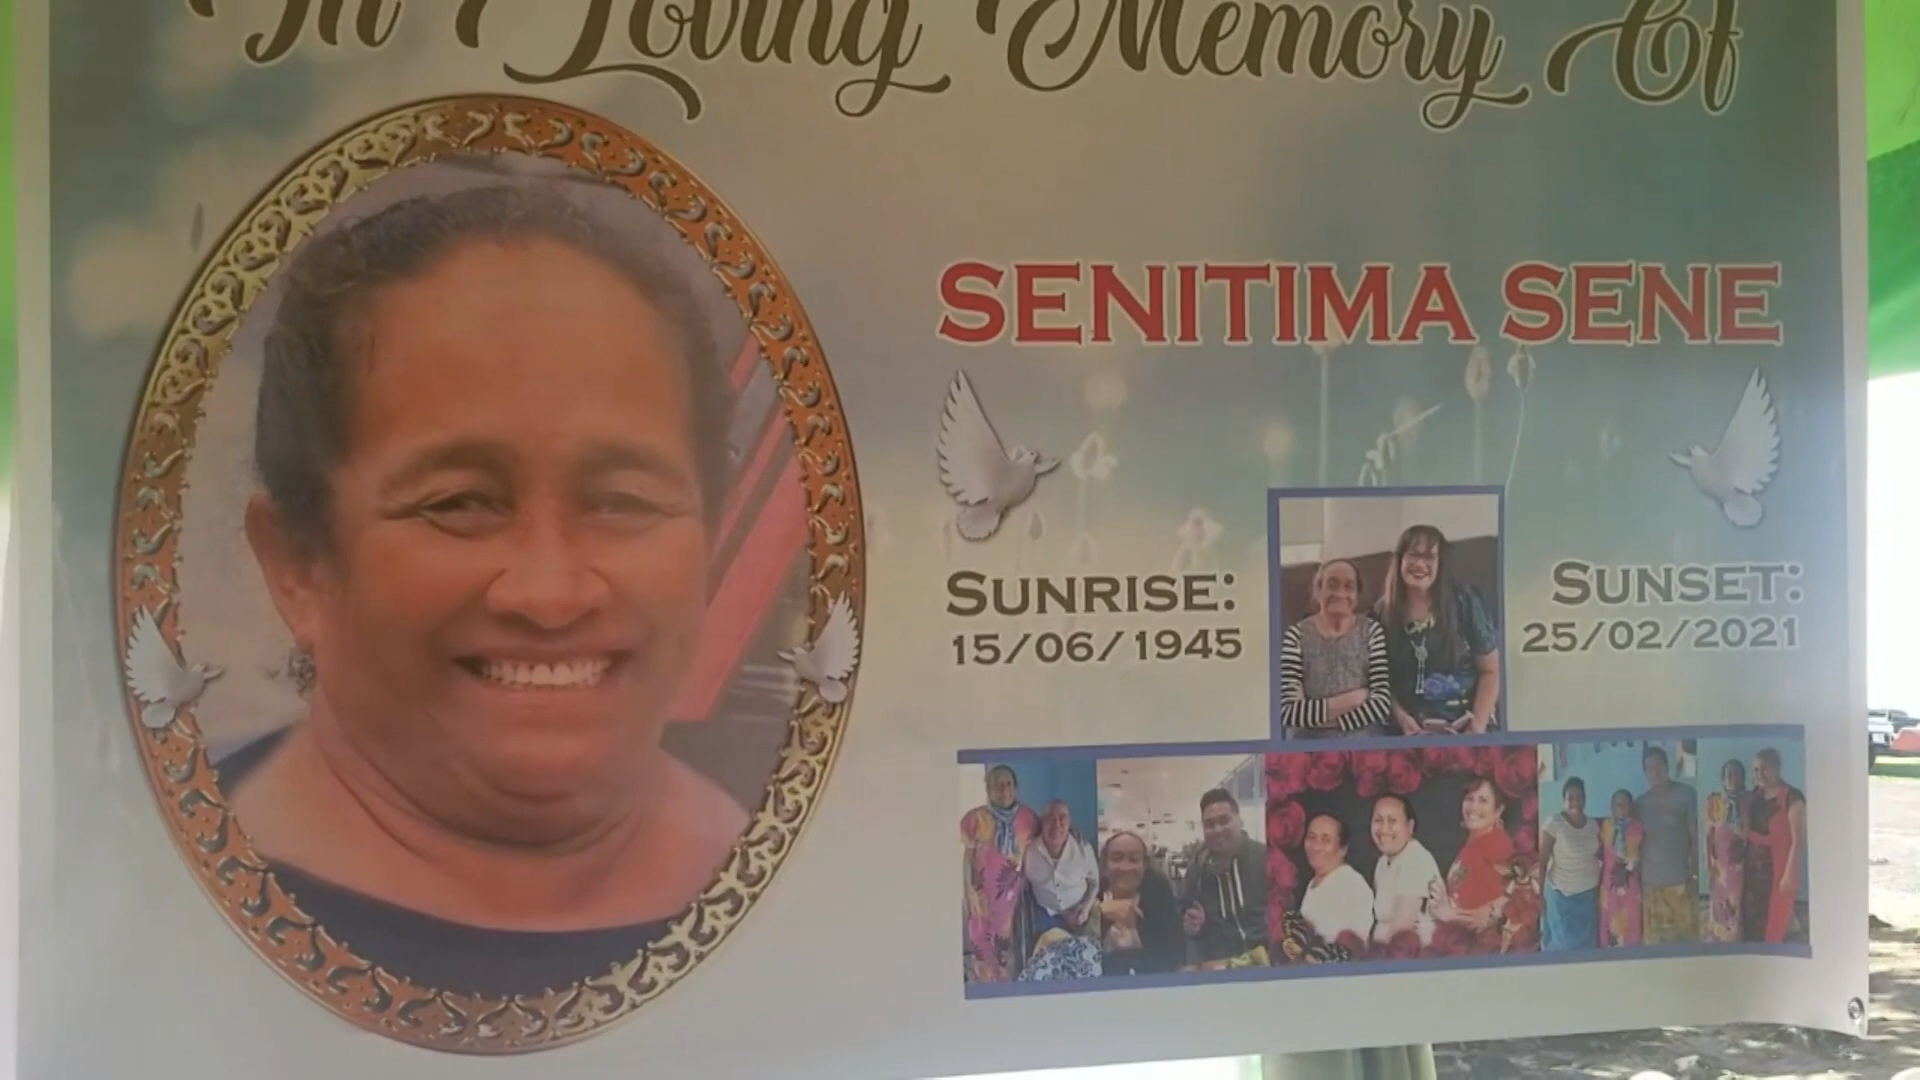 In Loving Memory Of
SENITIMA SENE
SUNRISE:
15/06/1945
SUNSET:
25/02/2021